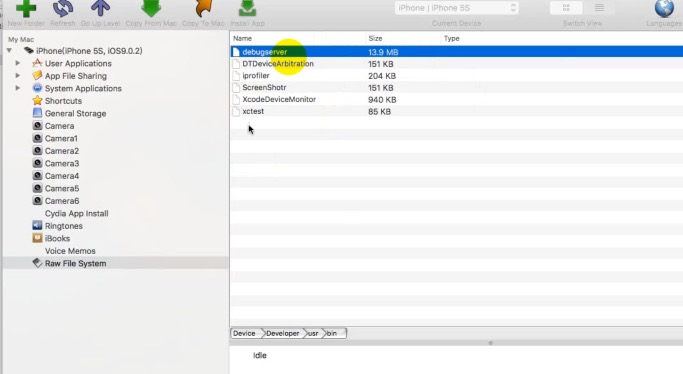 New Folder Refresh Go Up Level Copy From Mac Copy To Mac Install App
iPhone | iPhone 5S
Current Device Switch View Languages
My Mac
iPhone(iPhone 5S, iOS9.0.2)
User Applications
App File Sharing
System Applications
Shortcuts
General Storage
Camera
Camera1
Camera2
Camera3
Camera4
Camera5
Camera6
Cydia App Install
Ringtones
iBooks
Voice Memos
Raw File System
Name Size Type
debugserver 13.9 MB
DTDeviceArbitration 151 KB
iprofiler 204 KB
ScreenShotr 151 KB
XcodeDeviceMonitor 940 KB
xctest 85 KB
Device Developer usr bin
Idle